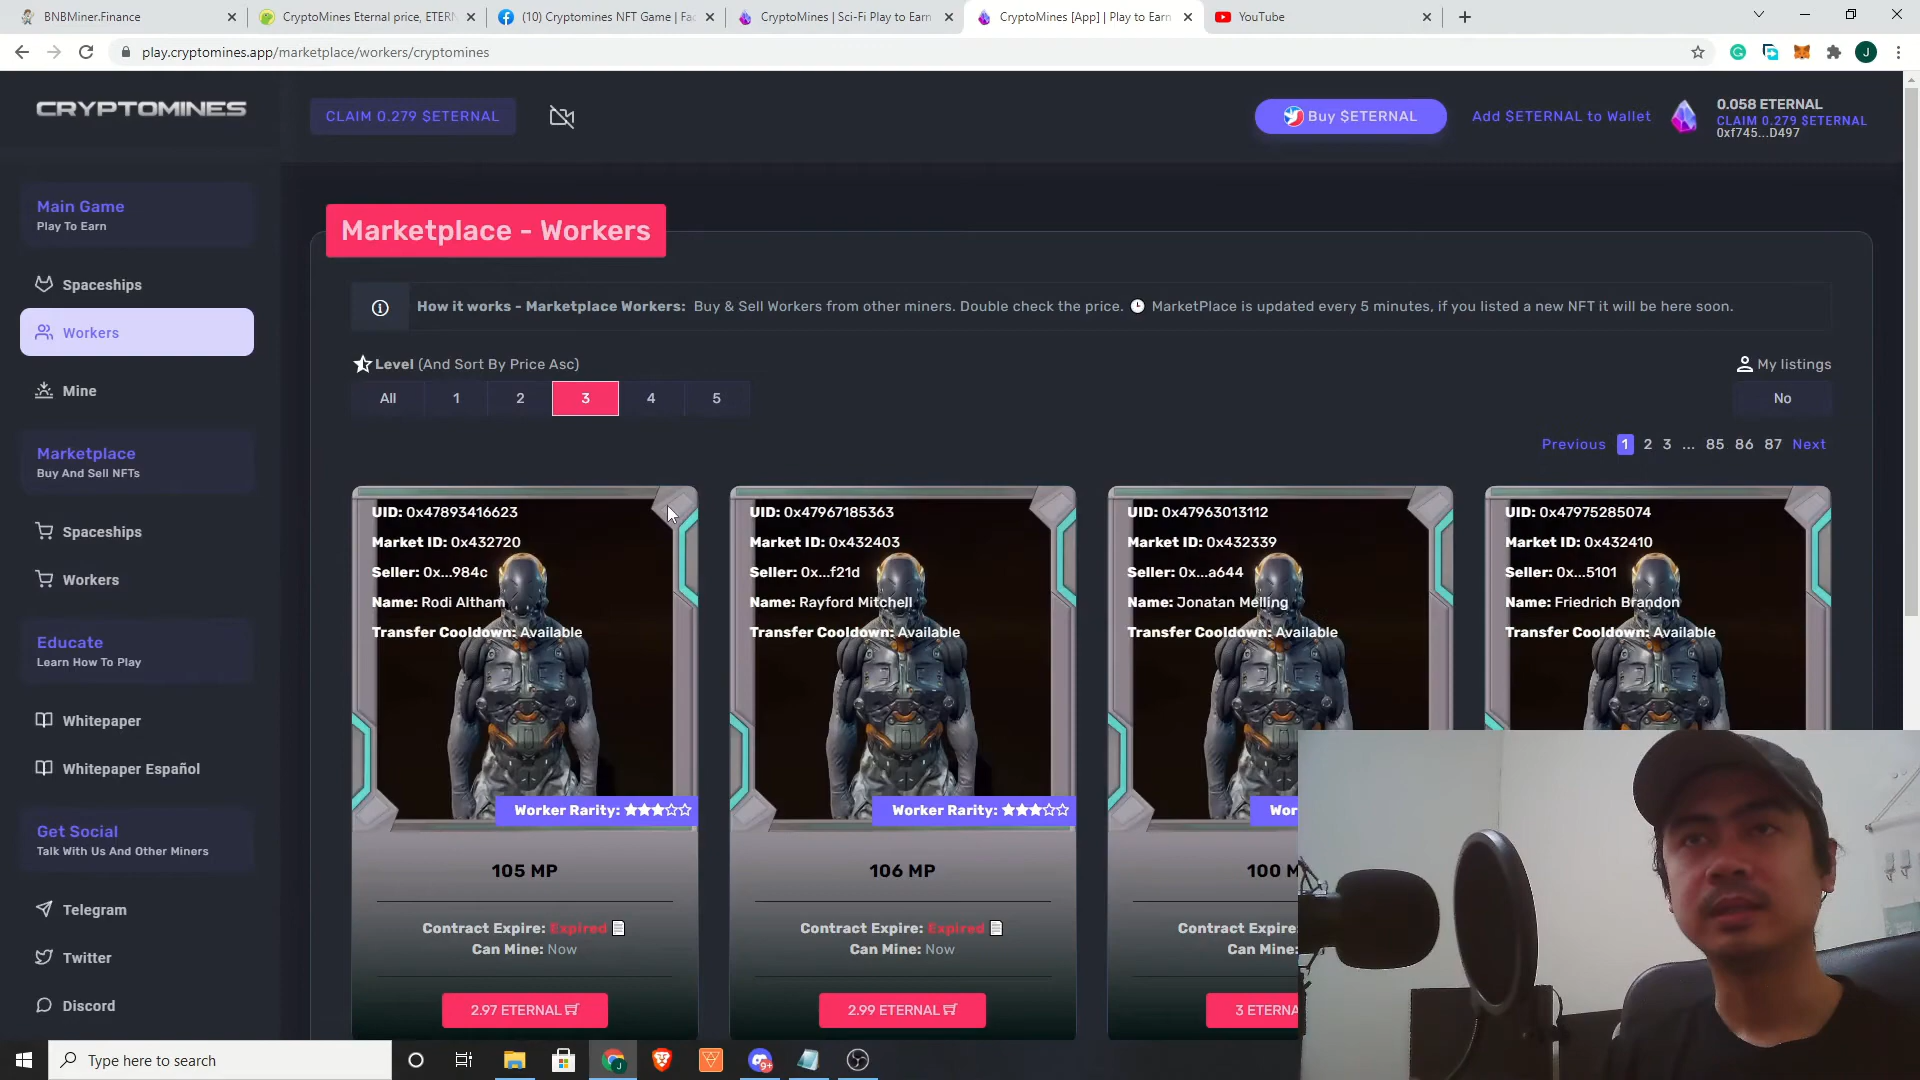 BNBMiner.Finance
CryptoMines Eternal price, ETERN
(10) Cryptomines NFT Game | Fac
CryptoMines | Sci-Fi Play to Earn
CryptoMines [App] | Play to Earn
YouTube
play.cryptomines.app/marketplace/workers/cryptomines
J
CRYPTOMINES
CLAIM 0.279 $ETERNAL
Buy $ETERNAL
Add $ETERNAL to Wallet
0.058 ETERNAL
CLAIM 0.279 $ETERNAL
0xf745...D497
Main Game
Play To Earn
Spaceships
Workers
Mine
Marketplace
Buy And Sell NFTs
Spaceships
Workers
Educate
Learn How To Play
Whitepaper
Whitepaper Español
Get Social
Talk With Us And Other Miners
Telegram
Twitter
Discord
Marketplace - Workers
How it works - Marketplace Workers: Buy & Sell Workers from other miners. Double check the price. MarketPlace is updated every 5 minutes, if you listed a new NFT it will be here soon.
Level (And Sort By Price Asc)
All 1 2 3 4 5
My listings
No
Previous 1 2 3 ... 85 86 87 Next
UID: 0x47893416623
Market ID: 0x432720
Seller: 0x...984c
Name: Rodi Altham
Transfer Cooldown: Available
Worker Rarity:
105 MP
Contract Expire: Expired
Can Mine: Now
2.97 ETERNAL
UID: 0x47967185363
Market ID: 0x432403
Seller: 0x...f21d
Name: Rayford Mitchell
Transfer Cooldown: Available
Worker Rarity:
106 MP
Contract Expire: Expired
Can Mine: Now
2.99 ETERNAL
UID: 0x47963013112
Market ID: 0x432339
Seller: 0x...a644
Name: Jonatan Melling
Transfer Cooldown: Available
Wor
100 M
Contract Expire:
Can Mine:
3 ETERNA
UID: 0x47975285074
Market ID: 0x432410
Seller: 0x...5101
Name: Friedrich Brandon
Transfer Cooldown: Available
Type here to search